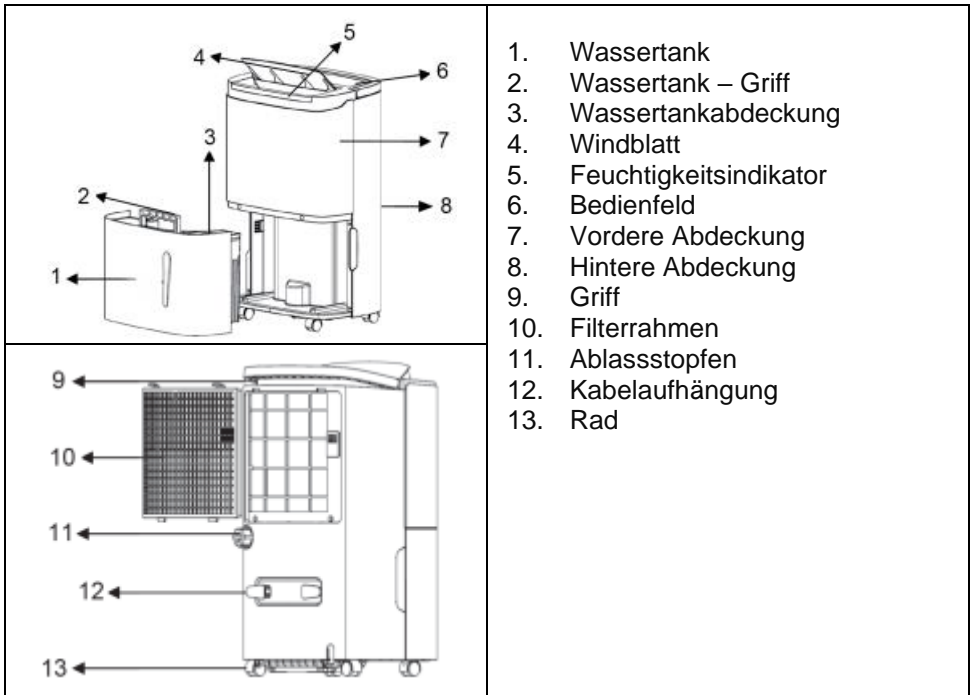 4
5
6
3
7
2
8
1
9
10
11
12
13
1. Wassertank
2. Wassertank – Griff
3. Wassertankabdeckung
4. Windblatt
5. Feuchtigkeitsindikator
6. Bedienfeld
7. Vordere Abdeckung
8. Hintere Abdeckung
9. Griff
10. Filterrahmen
11. Ablassstopfen
12. Kabelaufhängung
13. Rad